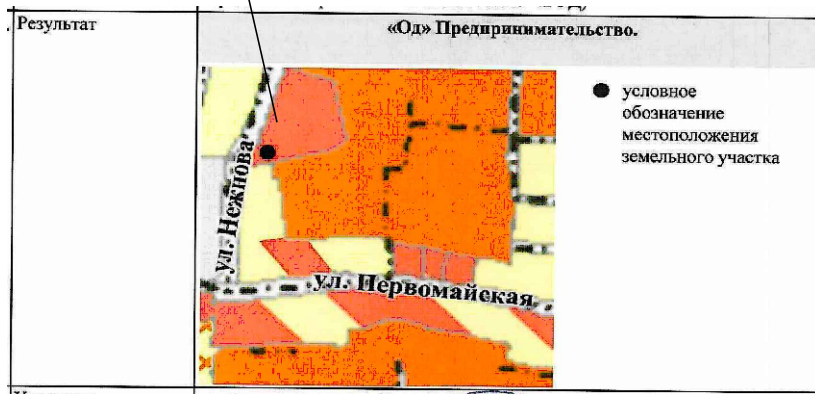 Результат
«Од» Предпринимательство.
условное
обозначение
местоположения
земельного участка
ул. Нежнова
ул. Первомайская